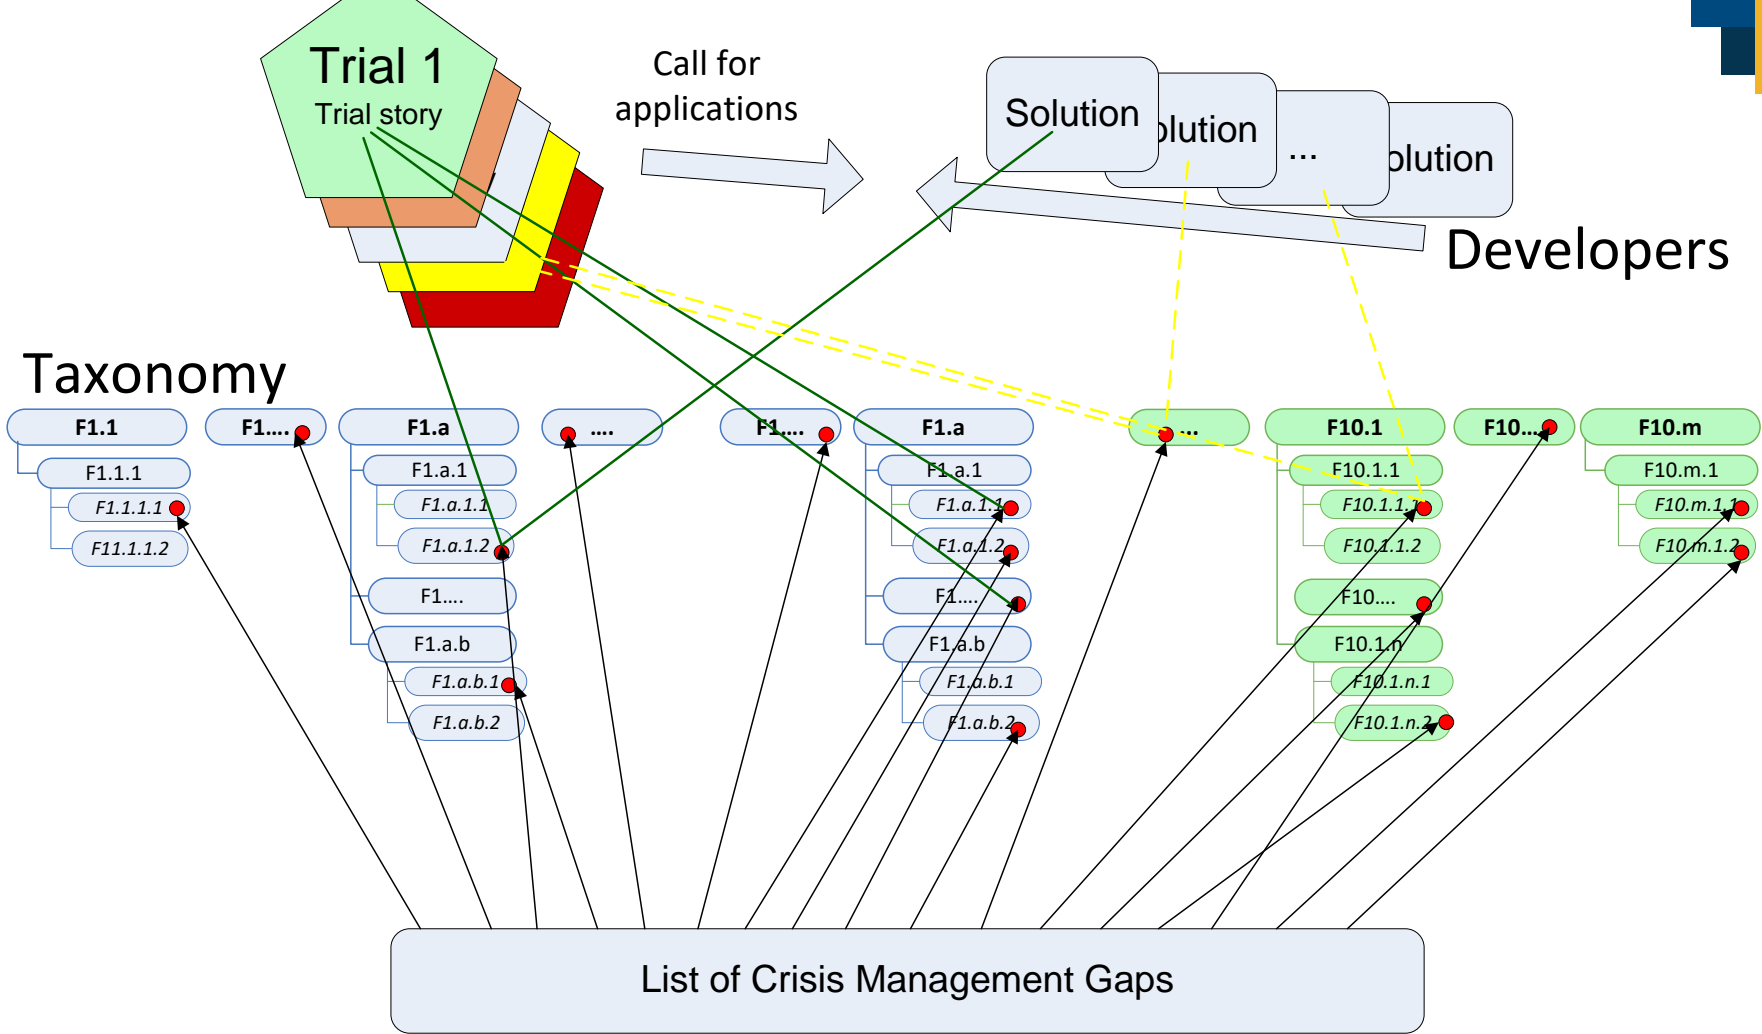 Trial 1
Trial story
Call for
applications
Solution
olution
...
olution
Developers
Taxonomy
F1.1
F1....
F1.a
....
F1....
F1.a
...
F10.1
F10....
F10.m
F1.1.1
F1.a.1
F1.a.1
F10.1.1
F10.m.1
F1.1.1.1
F1.a.1.1
F1.a.1.1
F10.1.1.1
F10.m.1.1
F11.1.1.2
F1.a.1.2
F1.a.1.2
F10.1.1.2
F10.m.1.2
F1....
F1....
F10....
F1.a.b
F1.a.b
F10.1.n
F1.a.b.1
F1.a.b.1
F10.1.n.1
F1.a.b.2
F1.a.b.2
F10.1.n.2
List of Crisis Management Gaps